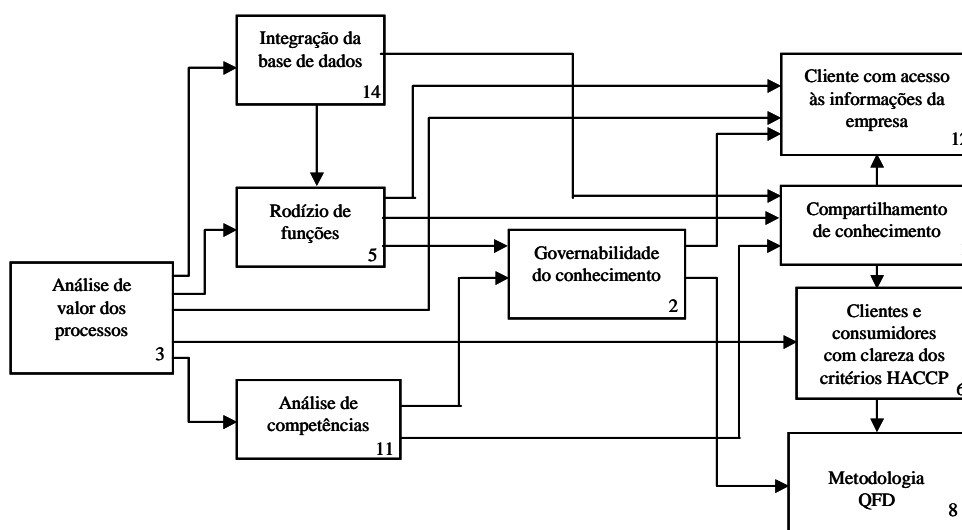 Integração da
base de dados
14
Cliente com acesso
às informações da
empresa
12
Rodízio de
funções
5
Compartilhamento
de conhecimento
Governabilidade
do conhecimento
2
Análise de
valor dos
processos
3
Clientes e
consumidores
com clareza dos
critérios HACCP
6
Análise de
competências
11
Metodologia
QFD
8